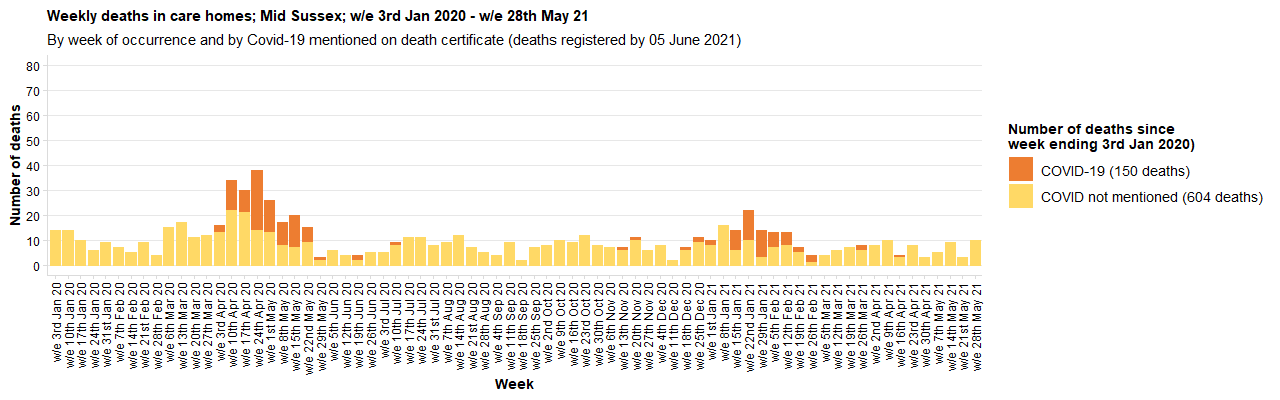 Weekly deaths in care homes; Mid Sussex; w/e 3rd Jan 2020 - w/e 28th May 21
By week of occurrence and by Covid-19 mentioned on death certificate (deaths registered by 05 June 2021)
Number of deaths
80
70
60
50
40
30
20
10
0
w/e 3rd Jan 20
w/e 10th Jan 20
w/e 17th Jan 20
w/e 24th Jan 20
w/e 31st Jan 20
w/e 7th Feb 20
w/e 14th Feb 20
w/e 21st Feb 20
w/e 28th Feb 20
w/e 6th Mar 20
w/e 13th Mar 20
w/e 20th Mar 20
w/e 27th Mar 20
w/e 3rd Apr 20
w/e 10th Apr 20
w/e 17th Apr 20
w/e 24th Apr 20
w/e 1st May 20
w/e 8th May 20
w/e 15th May 20
w/e 22nd May 20
w/e 29th May 20
w/e 5th Jun 20
w/e 12th Jun 20
w/e 19th Jun 20
w/e 26th Jun 20
w/e 3rd Jul 20
w/e 10th Jul 20
w/e 17th Jul 20
w/e 24th Jul 20
w/e 31st Jul 20
w/e 7th Aug 20
w/e 14th Aug 20
w/e 21st Aug 20
w/e 28th Aug 20
w/e 4th Sep 20
w/e 11th Sep 20
w/e 18th Sep 20
w/e 25th Sep 20
w/e 2nd Oct 20
w/e 9th Oct 20
w/e 16th Oct 20
w/e 23rd Oct 20
w/e 30th Oct 20
w/e 6th Nov 20
w/e 13th Nov 20
w/e 20th Nov 20
w/e 27th Nov 20
w/e 4th Dec 20
w/e 11th Dec 20
w/e 18th Dec 20
w/e 25th Dec 20
w/e 1st Jan 21
w/e 8th Jan 21
w/e 15th Jan 21
w/e 22nd Jan 21
w/e 29th Jan 21
w/e 5th Feb 21
w/e 12th Feb 21
w/e 19th Feb 21
w/e 26th Feb 21
w/e 5th Mar 21
w/e 12th Mar 21
w/e 19th Mar 21
w/e 26th Mar 21
w/e 2nd Apr 21
w/e 9th Apr 21
w/e 16th Apr 21
w/e 23rd Apr 21
w/e 30th Apr 21
w/e 7th May 21
w/e 14th May 21
w/e 21st May 21
w/e 28th May 21
Week
Number of deaths since
week ending 3rd Jan 2020)
COVID-19 (150 deaths)
COVID not mentioned (604 deaths)